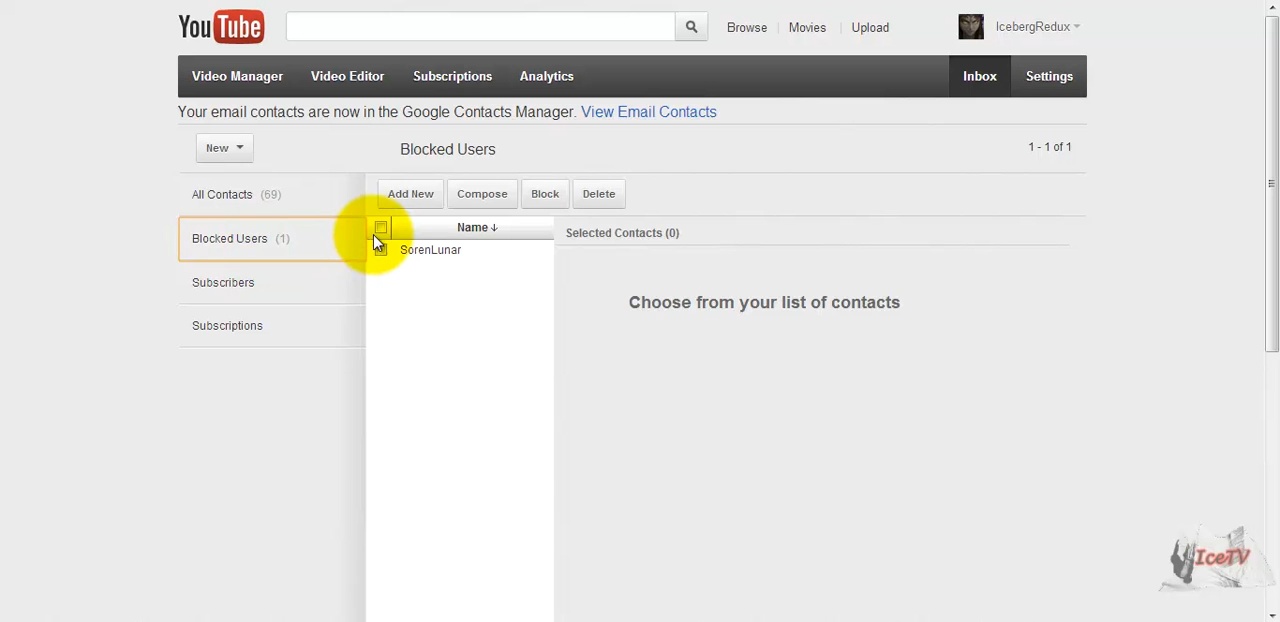 YouTube
Browse Movies Upload IcebergRedux
Video Manager Video Editor Subscriptions Analytics Inbox Settings
Your email contacts are now in the Google Contacts Manager. View Email Contacts
New Blocked Users 1 - 1 of 1
All Contacts (69) Add New Compose Block Delete
Blocked Users (1) Name ↓ Selected Contacts (0)
SorenLunar
Subscribers
Choose from your list of contacts
Subscriptions
IceTV